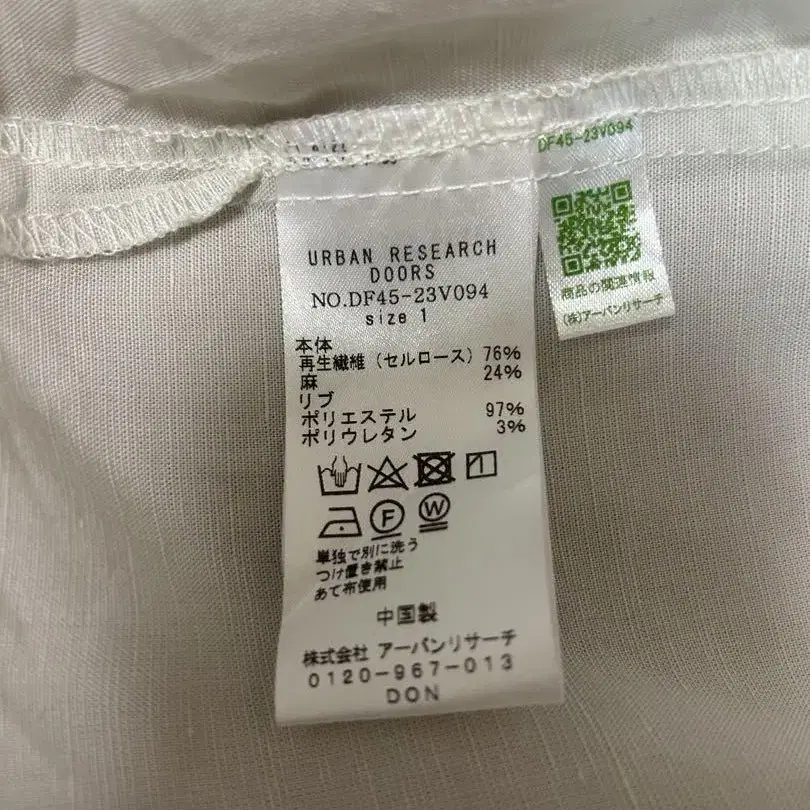 URBAN RESEARCH
DOORS
NO.DF45-23V094
size 1
本体
再生繊維（セルロース） 76%
麻 24%
リブ
ポリエステル 97%
ポリウレタン 3%
F
W
単独で別に洗う
つけ置き禁止
あて布使用
中国製
株式会社 アーバンリサーチ
0120-967-013
DON
DF45-23V094
商品の関連情報
(株)アーバンリサーチ